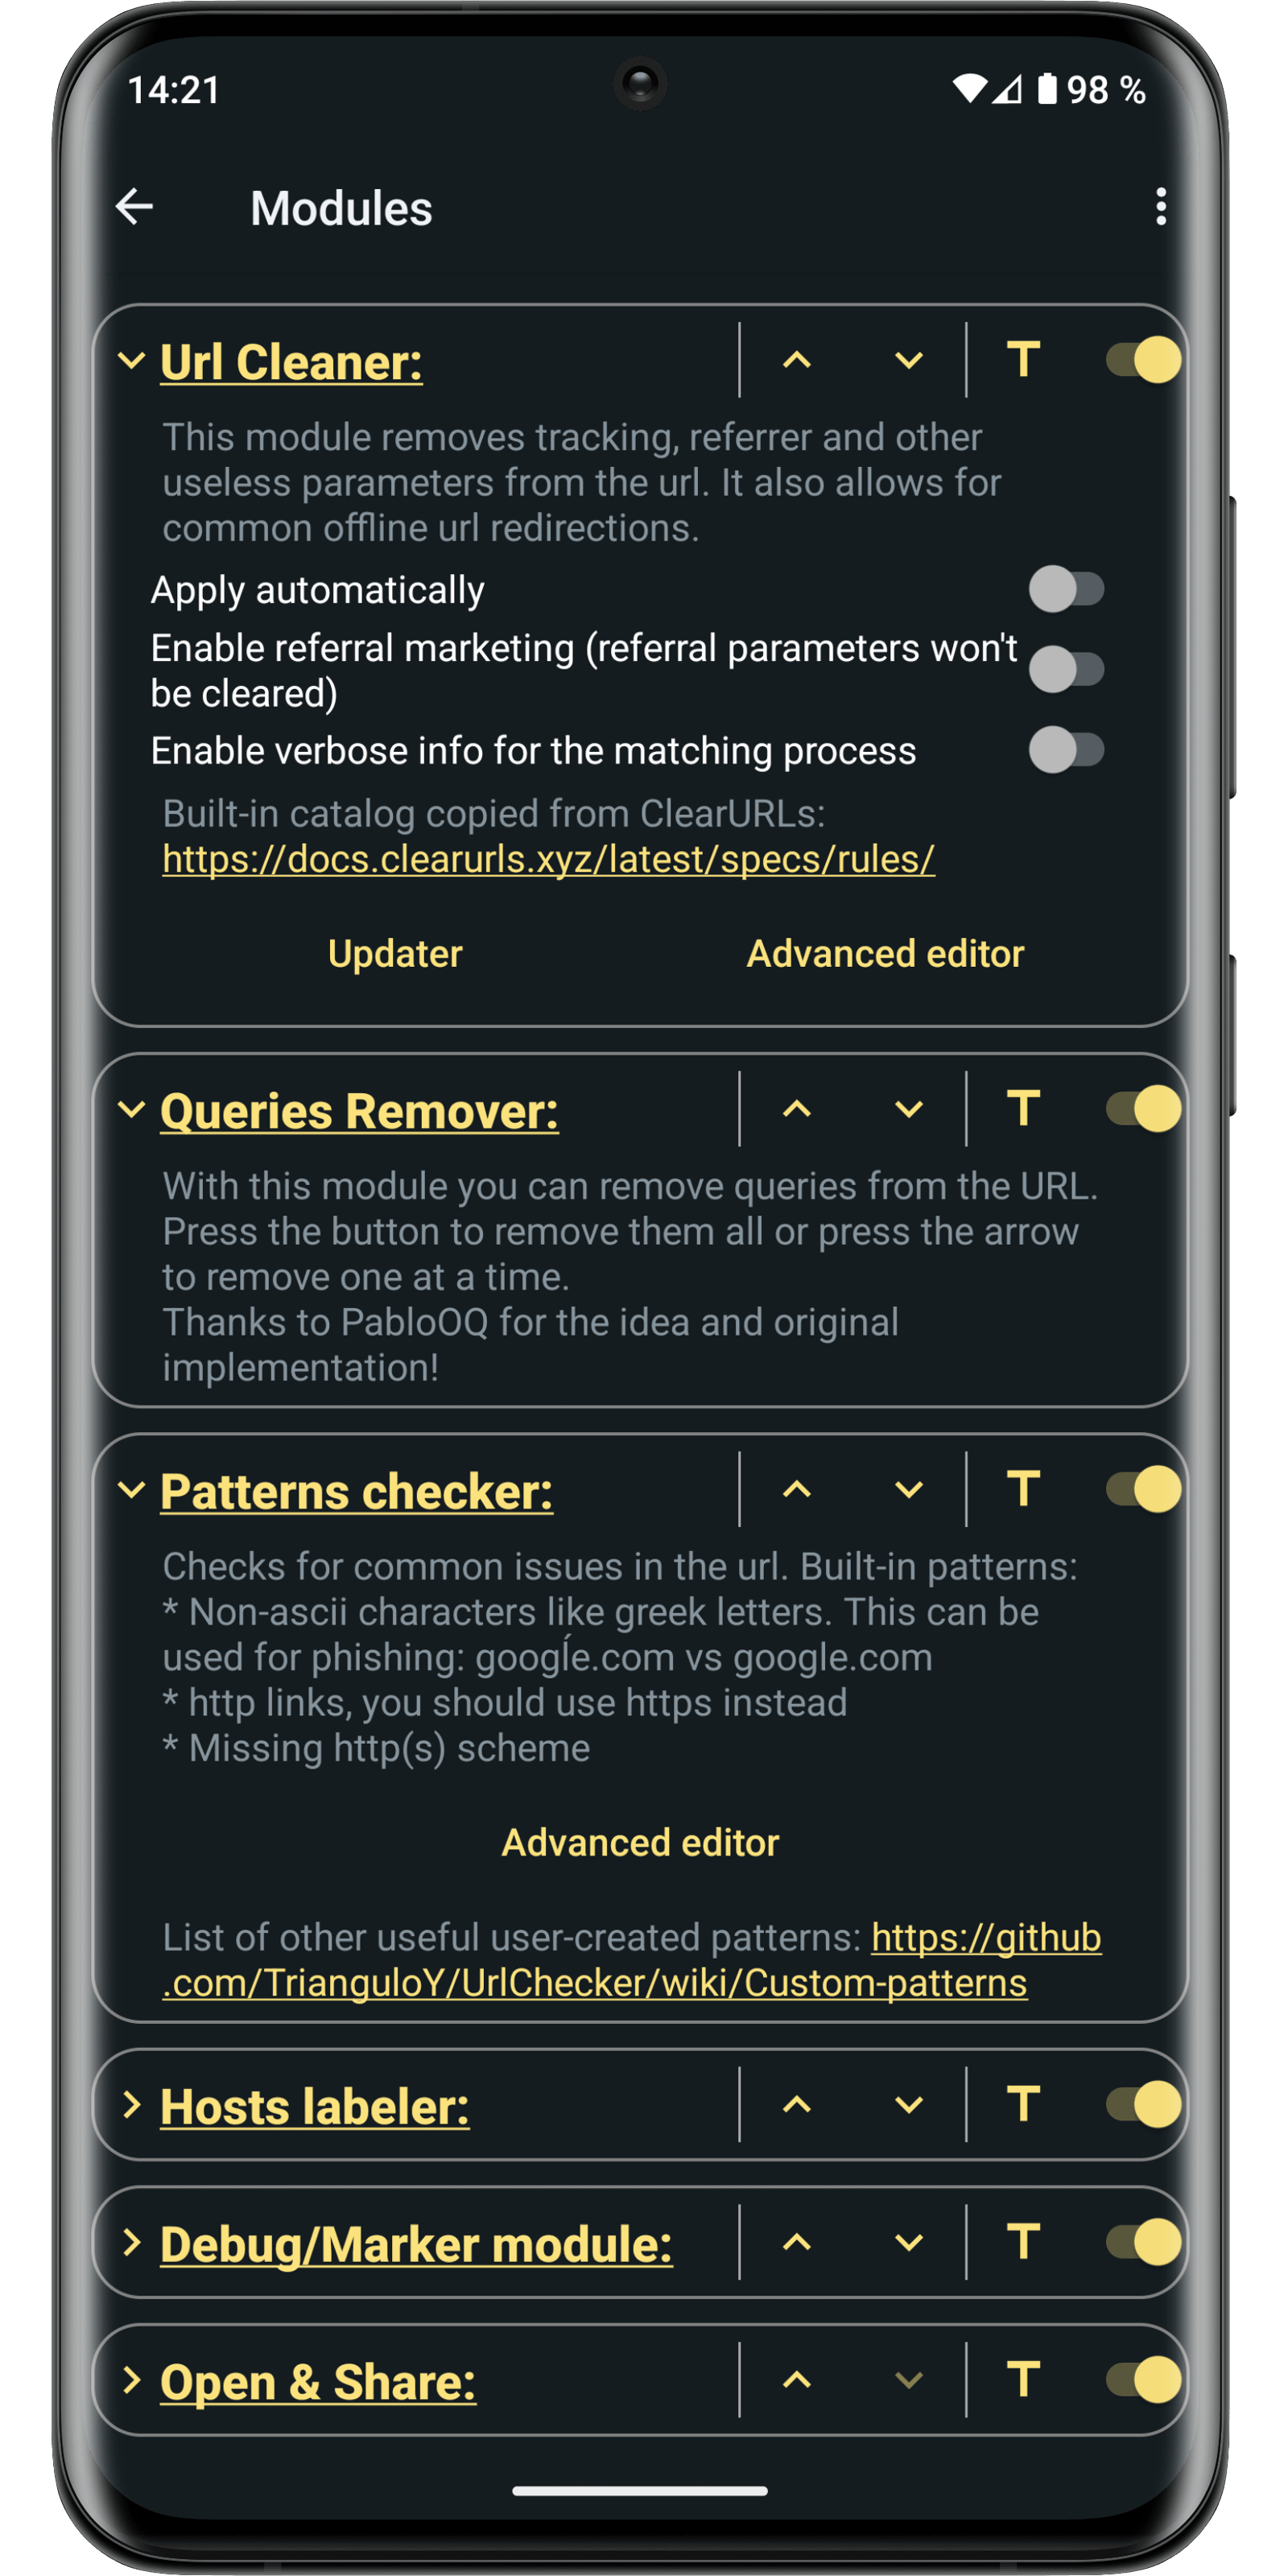 14:21
98 %
Modules
Url Cleaner:
T
This module removes tracking, referrer and other
useless parameters from the url. It also allows for
common offline url redirections.
Apply automatically
Enable referral marketing (referral parameters won't
be cleared)
Enable verbose info for the matching process
Built-in catalog copied from ClearURLs:
https://docs.clearurls.xyz/latest/specs/rules/
Updater
Advanced editor
Queries Remover:
T
With this module you can remove queries from the URL.
Press the button to remove them all or press the arrow
to remove one at a time.
Thanks to PabloOQ for the idea and original
implementation!
Patterns checker:
T
Checks for common issues in the url. Built-in patterns:
* Non-ascii characters like greek letters. This can be
used for phishing: googĺe.com vs google.com
* http links, you should use https instead
* Missing http(s) scheme
Advanced editor
List of other useful user-created patterns: https://github
.com/TrianguloY/UrlChecker/wiki/Custom-patterns
Hosts labeler:
T
Debug/Marker module:
T
Open & Share:
T